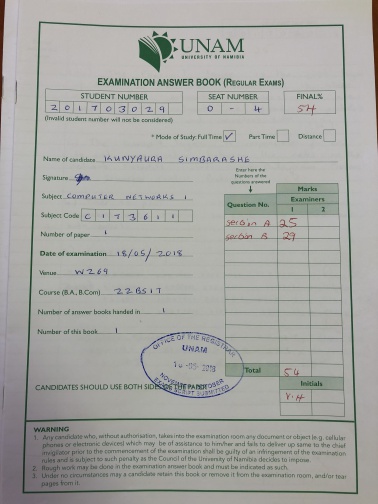 UNAM
UNIVERSITY OF NAMIBIA
EXAMINATION ANSWER BOOK (REGULAR EXAMS)
STUDENT NUMBER SEAT NUMBER FINAL%
2 0 1 7 0 3 0 2 9 0 - 4 54
(Invalid student number will not be considered)
* Mode of Study: Full Time ✓ Part Time Distance
Name of candidate KUNYAURA SIMBARASHE
Enter here the
Numbers of the
questions answered
Signature
Marks
Subject COMPUTER NETWORKS 1
Question No. Examiners
1 2
Subject Code C I T 3 6 1 1
section A 25
Number of paper 1
section B 29
Date of examination 18/05/2018
Venue W269
Course (B.A., B.Com) 22BSIT
Number of answer books handed in 1
Number of this book 1
OFFICE OF THE REGISTRAR
UNAM
2018
EXAM SCRIPT SUBMITTED
Total 54
CANDIDATES SHOULD USE BOTH SIDES OF THE PAPER
Initials
V.H
WARNING
1. Any candidate who, without authorisation, takes into the examination room any document or object (e.g. cellular
phones or electronic devices) which may be of assistance to him/her and fails to deliver up same to the chief
invigilator prior to the commencement of the examination shall be guilty of an infringement of the examination
rules and is subject to such penalty as the Council of the University of Namibia decides to impose.
2. Rough work may be done in the examination answer book and must be indicated as such.
3. Under no circumstances may a candidate retain this book or remove it from the examination room, and/or tear
pages from it.